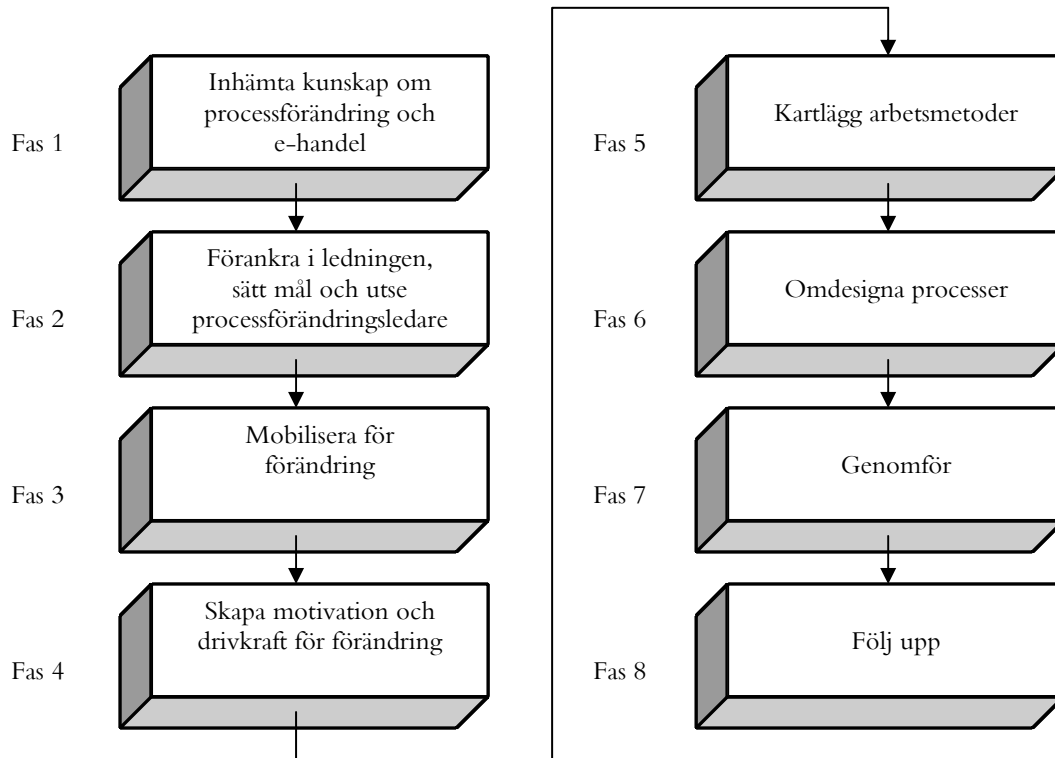 Fas 1
Inhämta kunskap om
processförändring och
e-handel
Fas 2
Förankra i ledningen,
sätt mål och utse
processförändringsledare
Fas 3
Mobilisera för
förändring
Fas 4
Skapa motivation och
drivkraft för förändring
Fas 5
Kartlägg arbetsmetoder
Fas 6
Omdesigna processer
Fas 7
Genomför
Fas 8
Följ upp